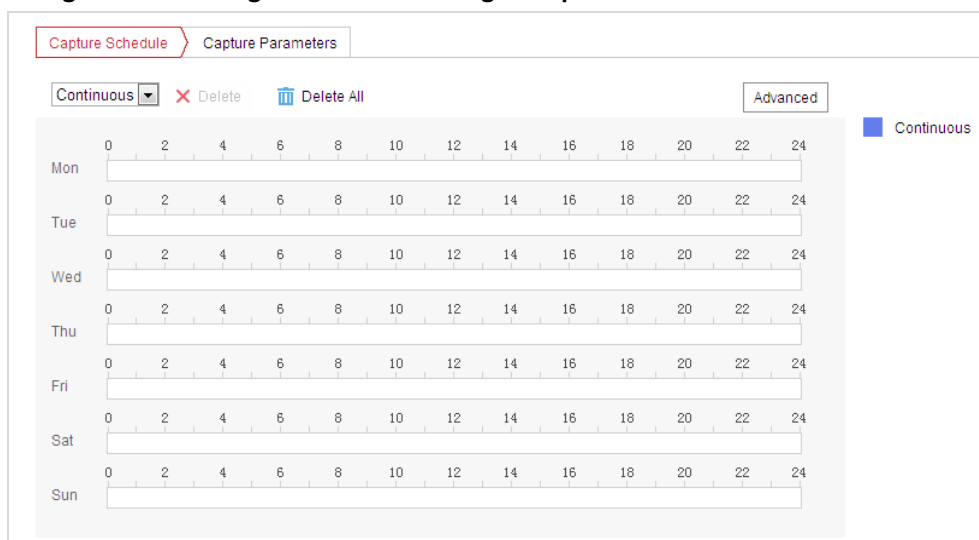 Capture Schedule Capture Parameters
Continuous Delete Delete All Advanced
Continuous
0 2 4 6 8 10 12 14 16 18 20 22 24
Mon
0 2 4 6 8 10 12 14 16 18 20 22 24
Tue
0 2 4 6 8 10 12 14 16 18 20 22 24
Wed
0 2 4 6 8 10 12 14 16 18 20 22 24
Thu
0 2 4 6 8 10 12 14 16 18 20 22 24
Fri
0 2 4 6 8 10 12 14 16 18 20 22 24
Sat
0 2 4 6 8 10 12 14 16 18 20 22 24
Sun